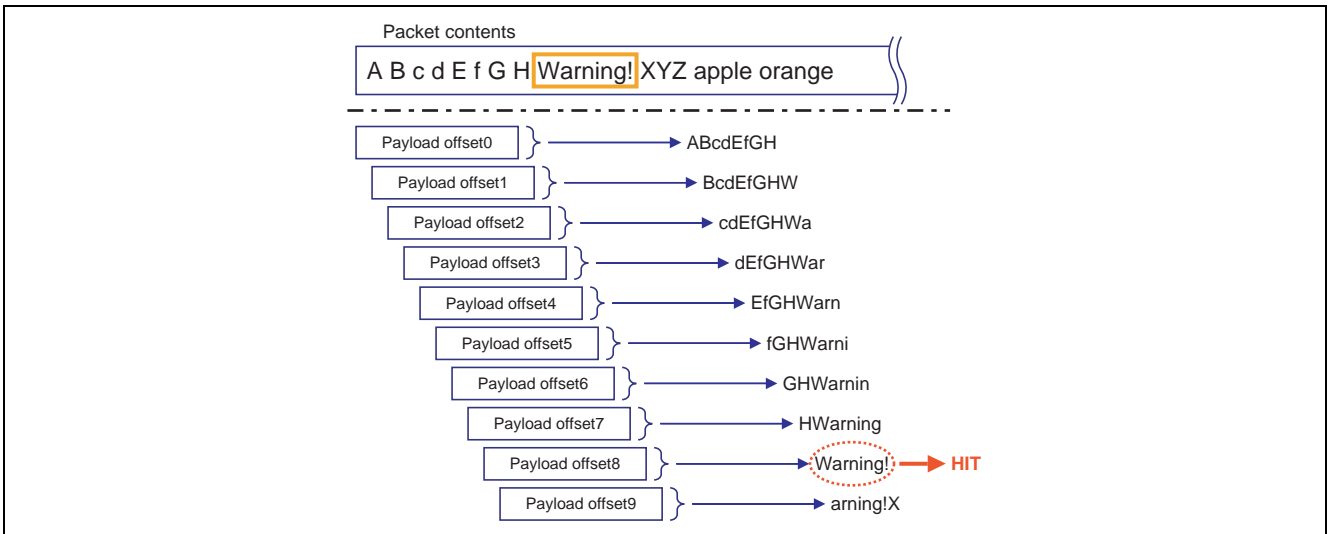 Packet contents
A B c d E f G H Warning! XYZ apple orange
Payload offset0 ABcdEfGH
Payload offset1 BcdEfGHW
Payload offset2 cdEfGHWa
Payload offset3 dEfGHWar
Payload offset4 EfGHWarn
Payload offset5 fGHWarni
Payload offset6 GHWarnin
Payload offset7 HWarning
Payload offset8 Warning! HIT
Payload offset9 arning!X